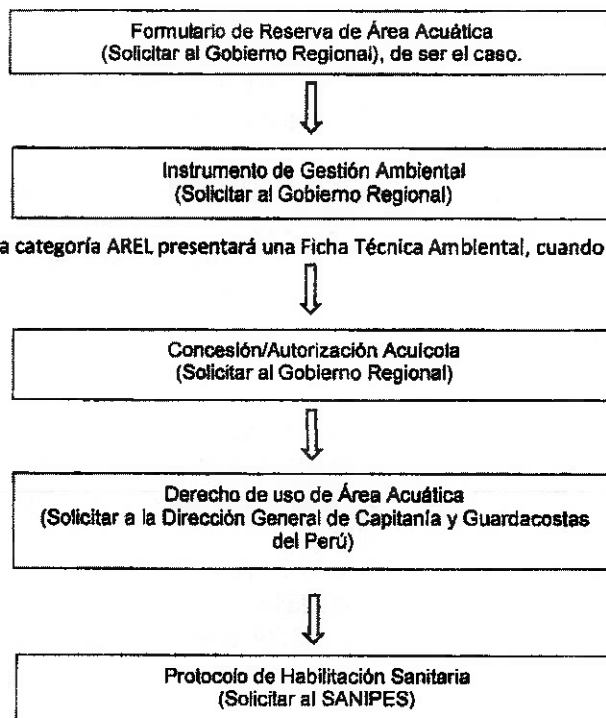 Formulario de Reserva de Área Acuática
(Solicitar al Gobierno Regional), de ser el caso.
Instrumento de Gestión Ambiental
(Solicitar al Gobierno Regional)
a categoría AREL presentará una Ficha Técnica Ambiental, cuando
Concesión/Autorización Acuícola
(Solicitar al Gobierno Regional)
Derecho de uso de Área Acuática
(Solicitar a la Dirección General de Capitanía y Guardacostas
del Perú)
Protocolo de Habilitación Sanitaria
(Solicitar al SANIPES)